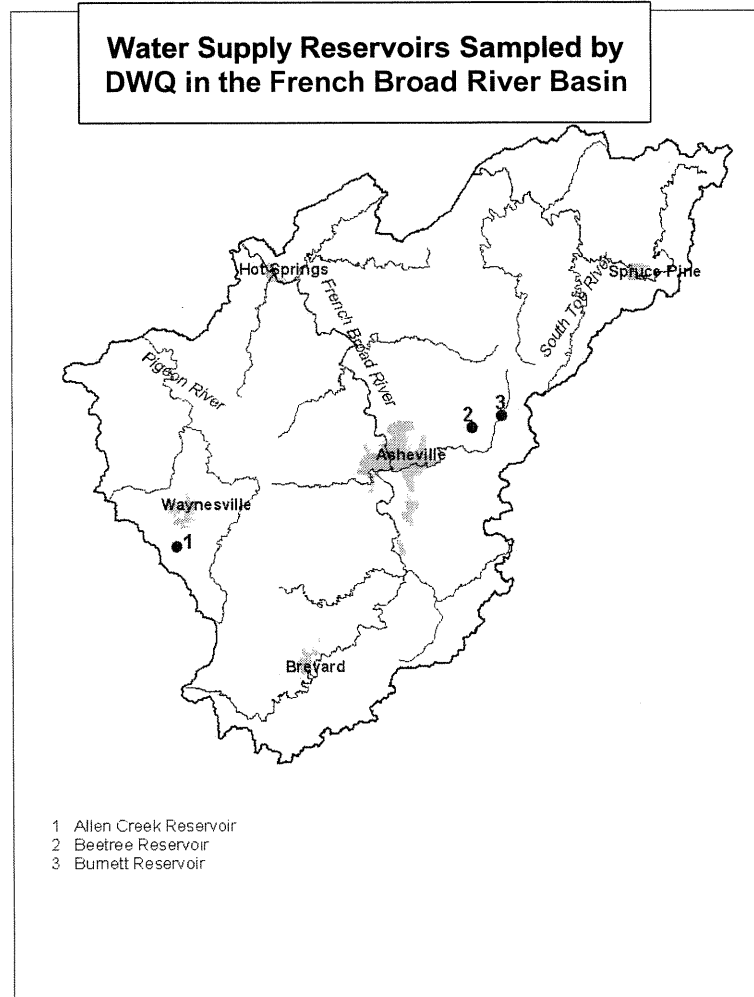 Water Supply Reservoirs Sampled by
DWQ in the French Broad River Basin
Hot Springs
Spruce Pine
French Broad River
South Toe River
Pigeon River
3
2
Asheville
Waynesville
1
Brevard
1 Allen Creek Reservoir
2 Beetree Reservoir
3 Burnett Reservoir